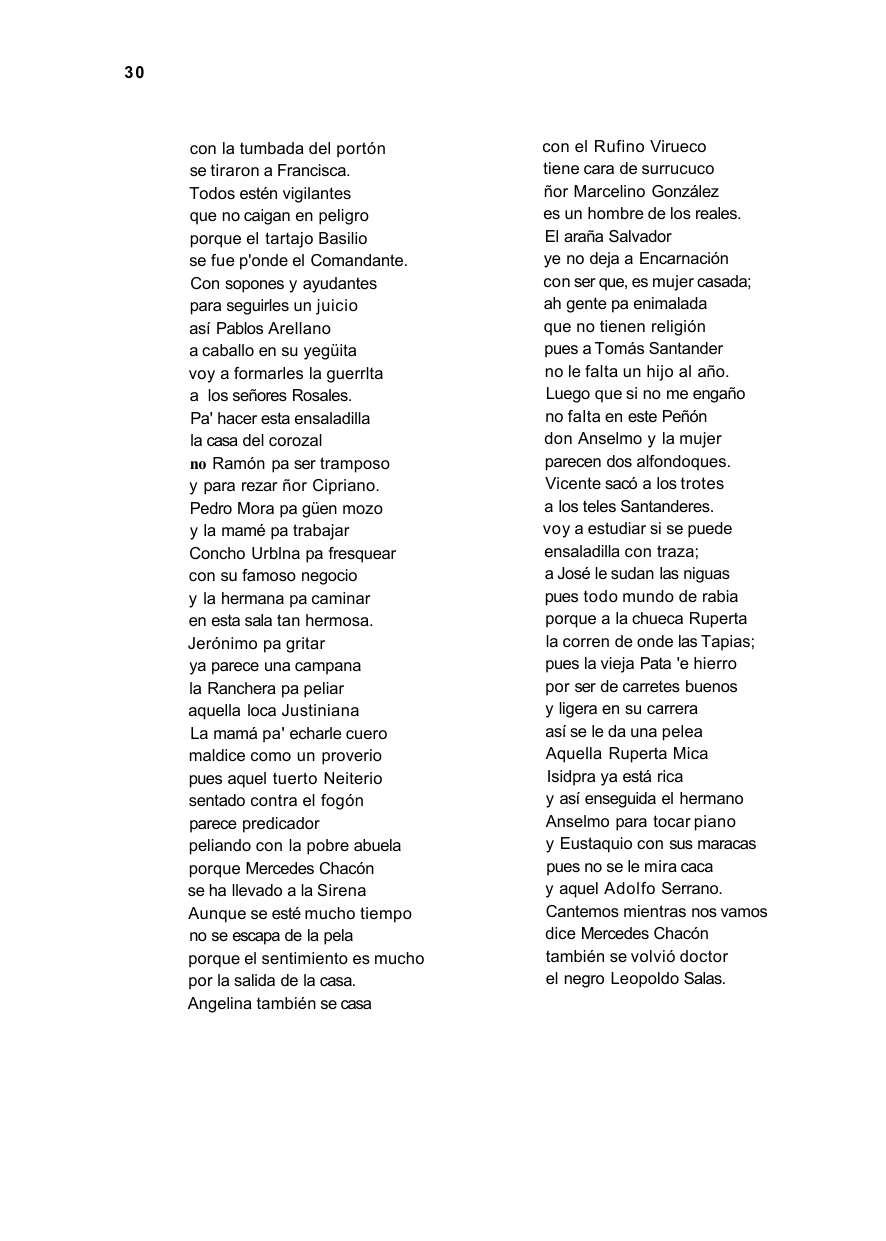 30
con la tumbada del portón
se tiraron a Francisca.
Todos estén vigilantes
que no caigan en peligro
porque el tartajo Basilio
se fue p'onde el Comandante.
Con sopones y ayudantes
para seguirles un juicio
así Pablos Arellano
a caballo en su yegüita
voy a formarles la guerrlta
a los señores Rosales.
Pa' hacer esta ensaladilla
la casa del corozal
no Ramón pa ser tramposo
y para rezar ñor Cipriano.
Pedro Mora pa güen mozo
y la mamé pa trabajar
Concho Urblna pa fresquear
con su famoso negocio
y la hermana pa caminar
en esta sala tan hermosa.
Jerónimo pa gritar
ya parece una campana
la Ranchera pa peliar
aquella loca Justiniana
La mamá pa' echarle cuero
maldice como un proverio
pues aquel tuerto Neiterio
sentado contra el fogón
parece predicador
peliando con la pobre abuela
porque Mercedes Chacón
se ha llevado a la Sirena
Aunque se esté mucho tiempo
no se escapa de la pela
porque el sentimiento es mucho
por la salida de la casa.
Angelina también se casa
con el Rufino Virueco
tiene cara de surrucuco
ñor Marcelino González
es un hombre de los reales.
El araña Salvador
ye no deja a Encarnación
con ser que, es mujer casada;
ah gente pa enimalada
que no tienen religión
pues a Tomás Santander
no le falta un hijo al año.
Luego que si no me engaño
no falta en este Peñón
don Anselmo y la mujer
parecen dos alfondoques.
Vicente sacó a los trotes
a los teles Santanderes.
voy a estudiar si se puede
ensaladilla con traza;
a José le sudan las niguas
pues todo mundo de rabia
porque a la chueca Ruperta
la corren de onde las Tapias;
pues la vieja Pata 'e hierro
por ser de carretes buenos
y ligera en su carrera
así se le da una pelea
Aquella Ruperta Mica
Isidpra ya está rica
y así enseguida el hermano
Anselmo para tocar piano
y Eustaquio con sus maracas
pues no se le mira caca
y aquel Adolfo Serrano.
Cantemos mientras nos vamos
dice Mercedes Chacón
también se volvió doctor
el negro Leopoldo Salas.